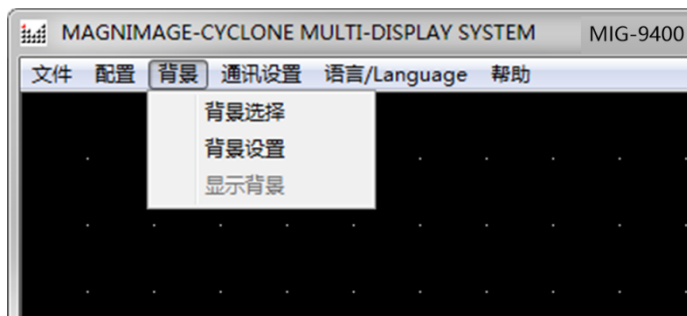 MAGNIMAGE-CYCLONE MULTI-DISPLAY SYSTEM MIG-9400
文件 配置 背景 通讯设置 语言/Language 帮助
背景选择
背景设置
显示背景